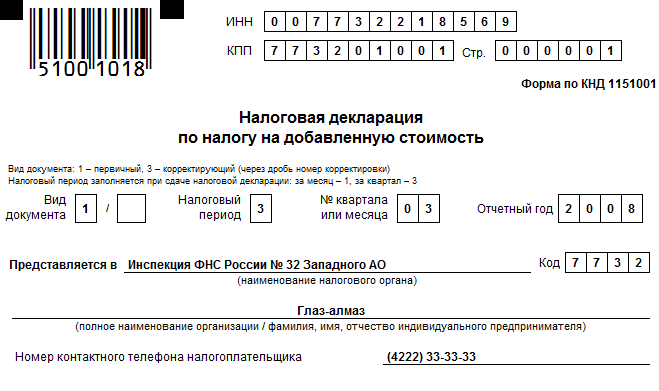 ИНН 0 0 7 7 3 2 2 1 8 5 6 9
КПП 7 7 3 2 0 1 0 0 1 Стр. 0 0 0 0 0 1
5100 1018
Форма по КНД 1151001
Налоговая декларация
по налогу на добавленную стоимость
Вид документа: 1 – первичный, 3 – корректирующий (через дробь номер корректировки)
Налоговый период заполняется при сдаче налоговой декларации: за месяц – 1, за квартал – 3
Вид документа 1 / Налоговый период 3 № квартала или месяца 0 3 Отчетный год 2 0 0 8
Представляется в Инспекция ФНС России № 32 Западного АО Код 7 7 3 2
(наименование налогового органа)
Глаз-алмаз
(полное наименование организации / фамилия, имя, отчество индивидуального предпринимателя)
Номер контактного телефона налогоплательщика (4222) 33-33-33